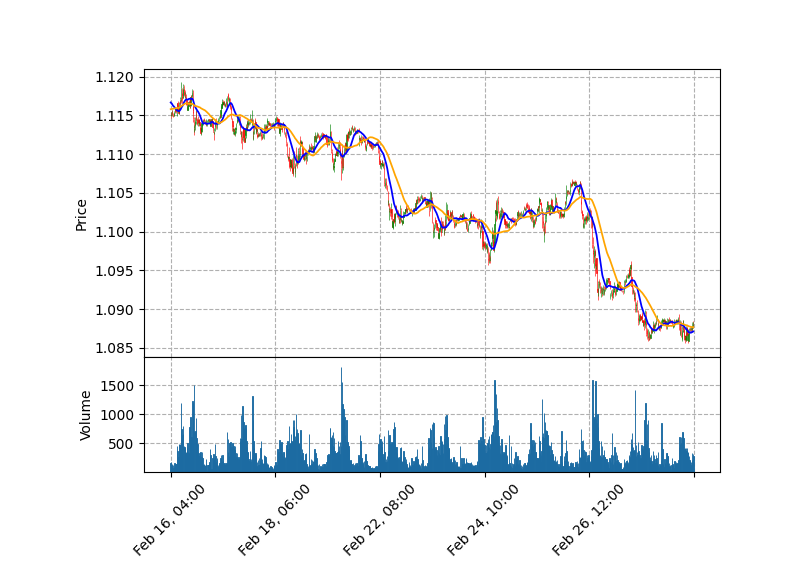 1.120
1.115
1.110
1.105
1.100
1.095
1.090
1.085
Price
1500
1000
500
Volume
Feb 16, 04:00
Feb 18, 06:00
Feb 22, 08:00
Feb 24, 10:00
Feb 26, 12:00